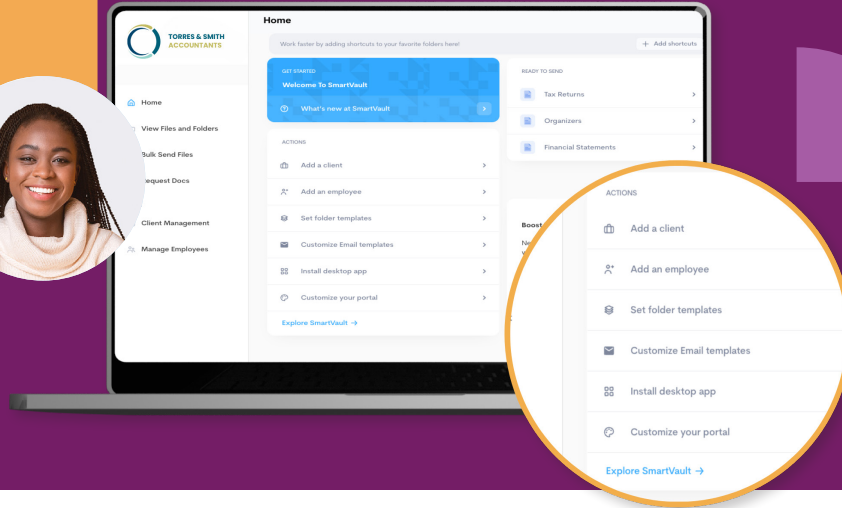 TORRES & SMITH
ACCOUNTANTS
Home
View Files and Folders
Bulk Send Files
Request Docs
Client Management
Manage Employees
Home
Work faster by adding shortcuts to your favorite folders here!
+ Add shortcuts
GET STARTED
Welcome To SmartVault
What's new at SmartVault
ACTIONS
Add a client
Add an employee
Set folder templates
Customize Email templates
Install desktop app
Customize your portal
Explore SmartVault →
READY TO SEND
Tax Returns
Organizers
Financial Statements
Boost
ACTIONS
Add a client
Add an employee
Set folder templates
Customize Email templates
Install desktop app
Customize your portal
Explore SmartVault →